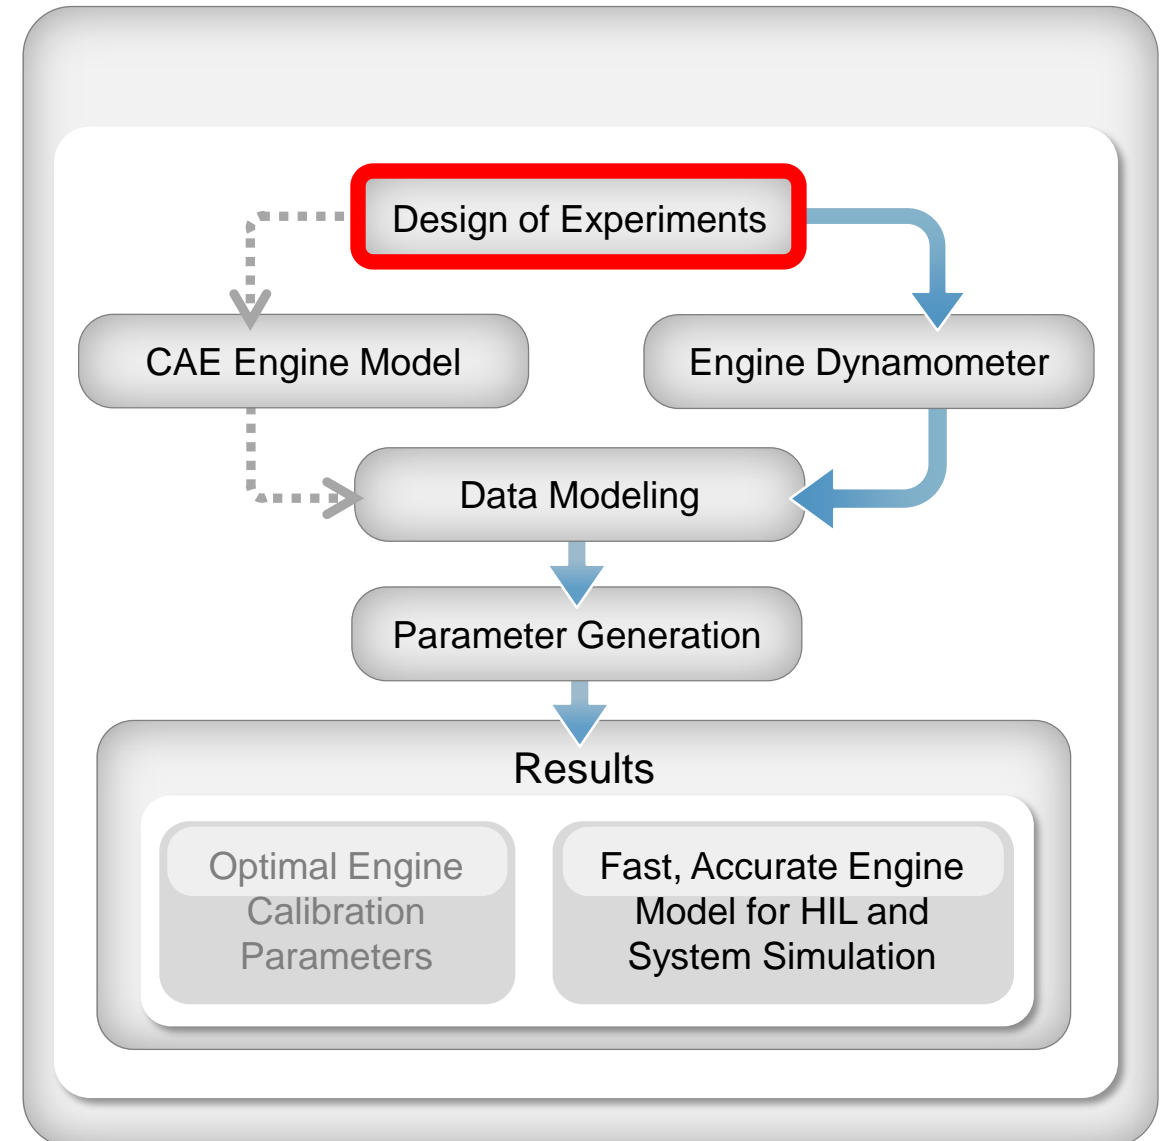 Design of Experiments
CAE Engine Model
Engine Dynamometer
Data Modeling
Parameter Generation
Results
Optimal Engine
Calibration
Parameters
Fast, Accurate Engine
Model for HIL and
System Simulation